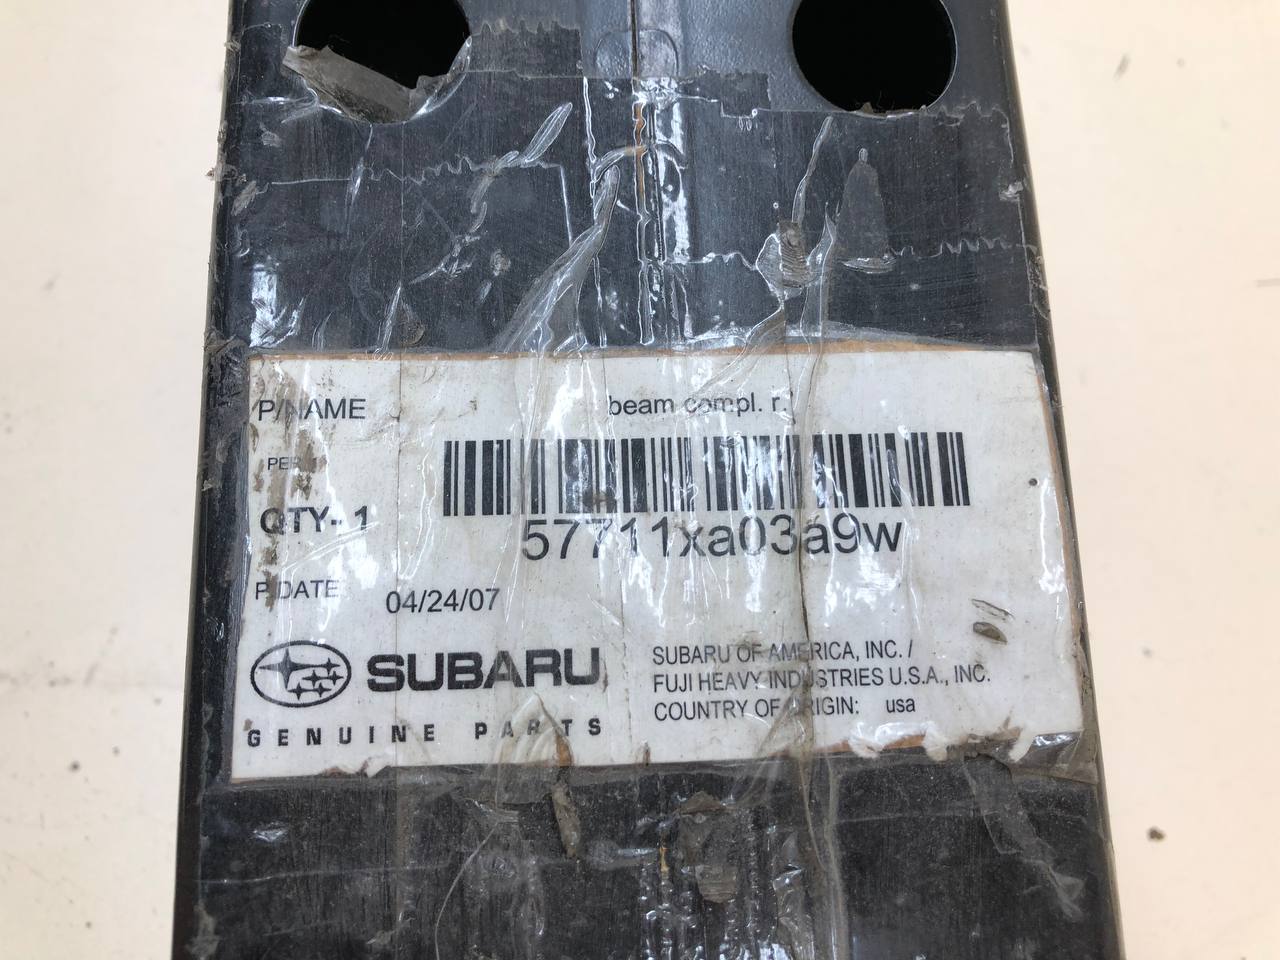 P/NAME beam compl. r.
PER
QTY- 1
57711xa03a9w
P.DATE 04/24/07
SUBARU
GENUINE PARTS
SUBARU OF AMERICA, INC. /
FUJI HEAVY INDUSTRIES U.S.A., INC.
COUNTRY OF ORIGIN: usa